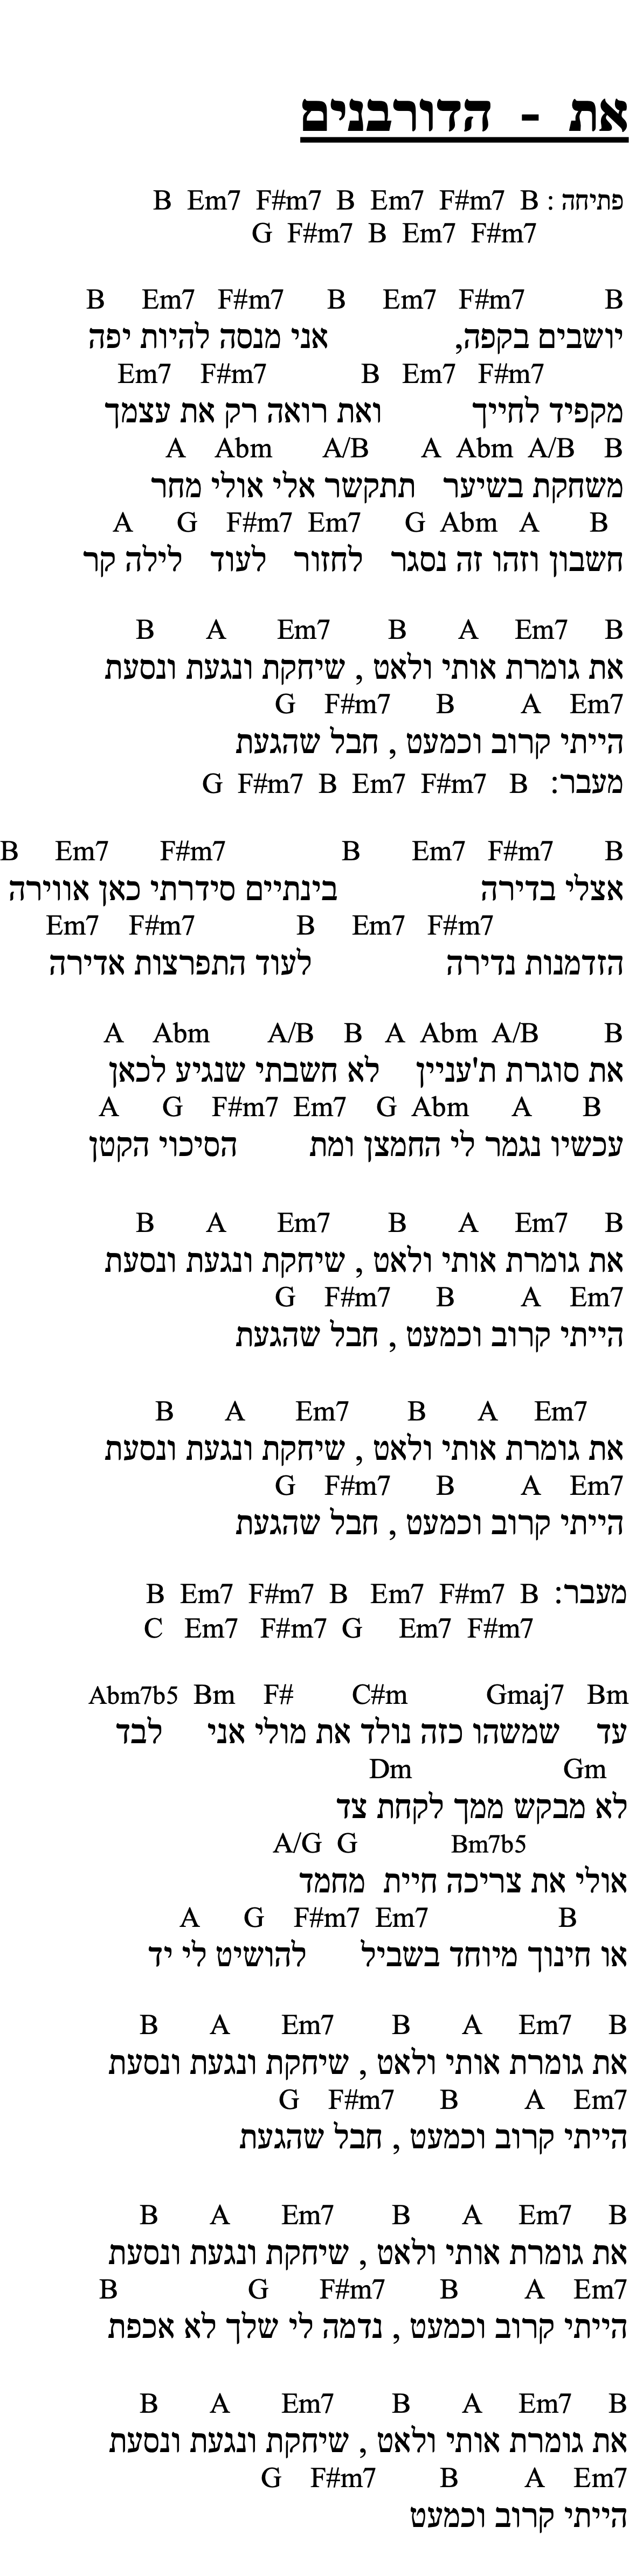 את - הדורבנים
פתיחה : B Em7 F#m7 B Em7 F#m7 B
G F#m7 B Em7 F#m7
B Em7 F#m7 B Em7 F#m7 B
יושבים בקפה, אני מנסה להיות יפה
Em7 F#m7 B Em7 F#m7
מקפיד לחייך ואת רואה רק את עצמך
A Abm A/B A Abm A/B B
משחקת בשיער תתקשר אלי אולי מחר
A G F#m7 Em7 G Abm A B
חשבון וזהו זה נסגר לחזור לעוד לילה קר
B A Em7 B A Em7 B
את גומרת אותי ולאט , שיחקת ונגעת ונסעת
G F#m7 B A Em7
הייתי קרוב וכמעט , חבל שהגעת
מעבר: G F#m7 B Em7 F#m7 B
B Em7 F#m7 B Em7 F#m7 B
אצלי בדירה בינתיים סידרתי כאן אווירה
Em7 F#m7 B Em7 F#m7
הזדמנות נדירה לעוד התפרצות אדירה
A Abm A/B B A Abm A/B B
את סוגרת ת'עניין לא חשבתי שנגיע לכאן
A G F#m7 Em7 G Abm A B
עכשיו נגמר לי החמצן ומת הסיכוי הקטן
B A Em7 B A Em7 B
את גומרת אותי ולאט , שיחקת ונגעת ונסעת
G F#m7 B A Em7
הייתי קרוב וכמעט , חבל שהגעת
B A Em7 B A Em7
את גומרת אותי ולאט , שיחקת ונגעת ונסעת
G F#m7 B A Em7
הייתי קרוב וכמעט , חבל שהגעת
מעבר: B Em7 F#m7 B Em7 F#m7 B
C Em7 F#m7 G Em7 F#m7
Abm7b5 Bm F# C#m Gmaj7 Bm
עד שמשהו כזה נולד את מולי אני לבד
Dm Gm
לא מבקש ממך לקחת צד
A/G G Bm7b5
אולי את צריכה חיית מחמד
A G F#m7 Em7 B
או חינוך מיוחד בשביל להושיט לי יד
B A Em7 B A Em7 B
את גומרת אותי ולאט , שיחקת ונגעת ונסעת
G F#m7 B A Em7
הייתי קרוב וכמעט , חבל שהגעת
B A Em7 B A Em7 B
את גומרת אותי ולאט , שיחקת ונגעת ונסעת
B G F#m7 B A Em7
הייתי קרוב וכמעט , נדמה לי שלך לא אכפת
B A Em7 B A Em7 B
את גומרת אותי ולאט , שיחקת ונגעת ונסעת
G F#m7 B A Em7
הייתי קרוב וכמעט